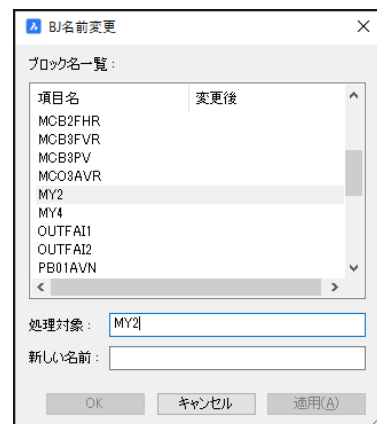 BJ名前変更
ブロック名一覧：
項目名 変更後
MCB2FHR
MCB3FVR
MCB3PV
MCO3AVR
MY2
MY4
OUTFAI1
OUTFAI2
PB01AVN
処理対象： MY2
新しい名前：
OK キャンセル 適用(A)